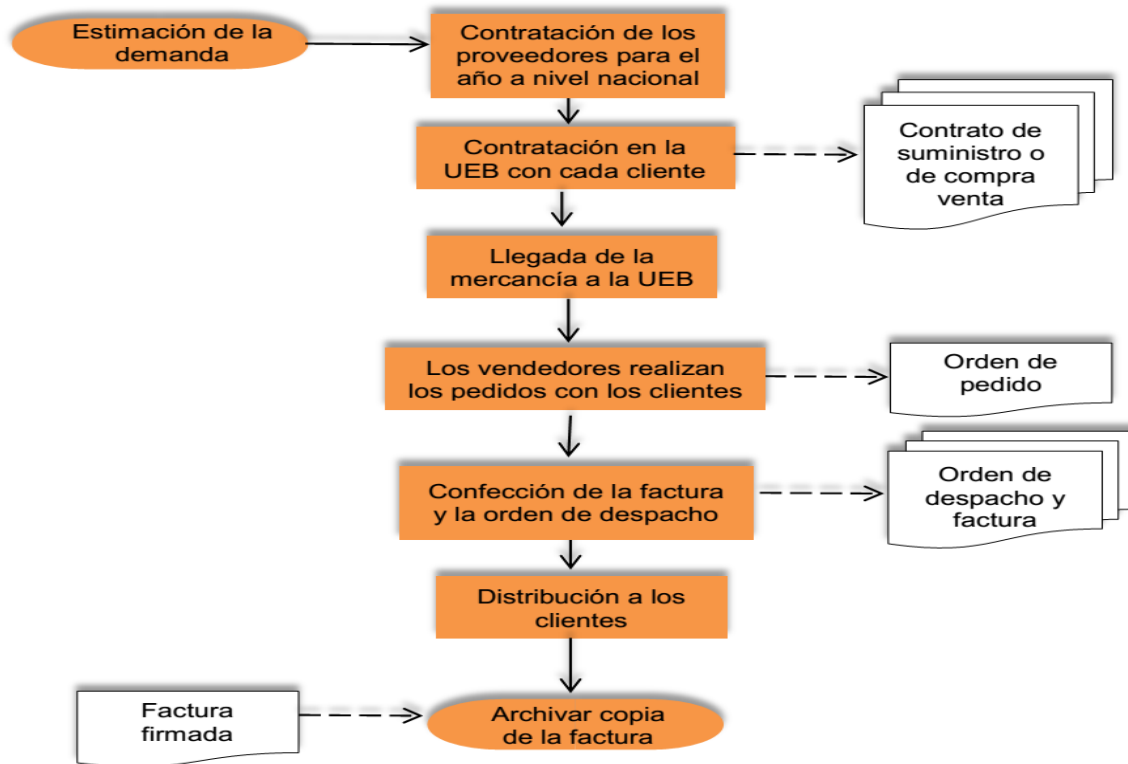 Estimación de la
demanda
Contratación de los
proveedores para el
año a nivel nacional
Contratación en la
UEB con cada cliente
Contrato de
suministro o
de compra
venta
Llegada de la
mercancía a la UEB
Los vendedores realizan
los pedidos con los clientes
Orden de
pedido
Confección de la factura
y la orden de despacho
Orden de
despacho y
factura
Distribución a los
clientes
Factura
firmada
Archivar copia
de la factura